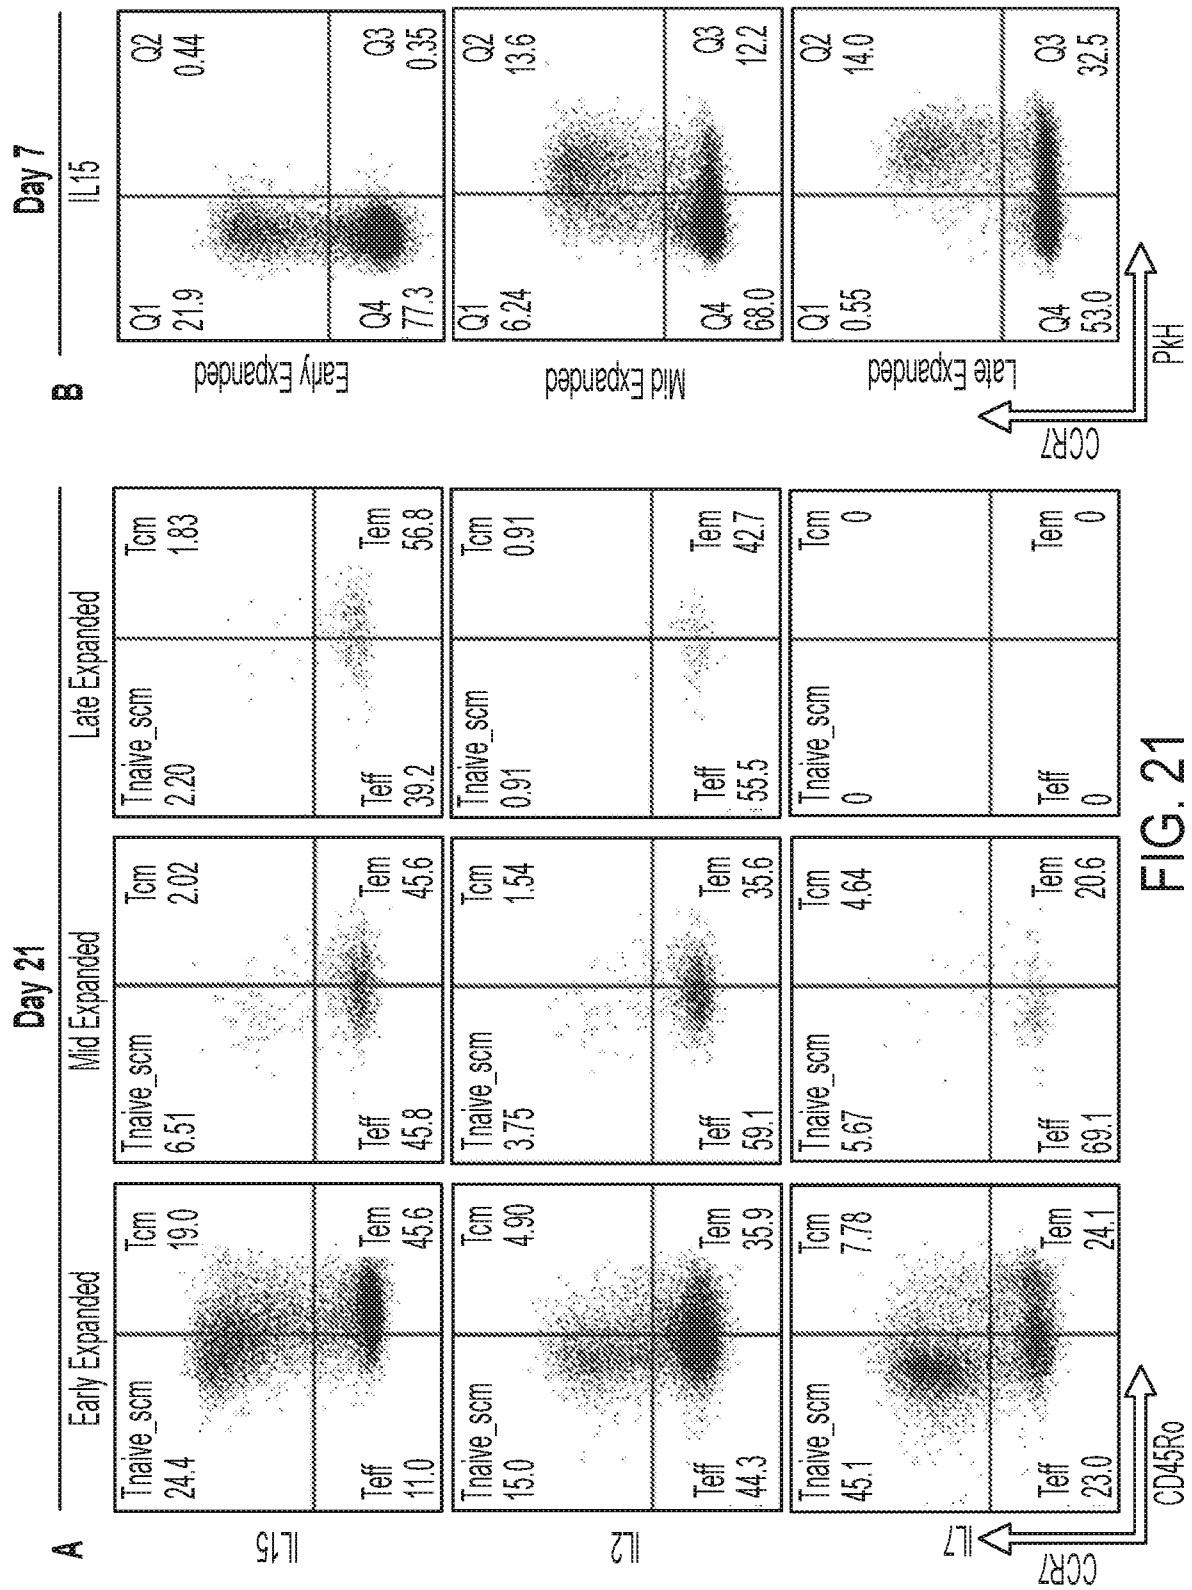 A
Day 21
Early Expanded
Mid Expanded
Late Expanded
IL15
Tnaive_scm
24.4
Tcm
19.0
Teff
11.0
Tem
45.6
Tnaive_scm
6.51
Tcm
2.02
Teff
45.8
Tem
45.6
Tnaive_scm
2.20
Tcm
1.83
Teff
39.2
Tem
56.8
IL2
Tnaive_scm
15.0
Tcm
4.90
Teff
44.3
Tem
35.9
Tnaive_scm
3.75
Tcm
1.54
Teff
59.1
Tem
35.6
Tnaive_scm
0.91
Tcm
0.91
Teff
55.5
Tem
42.7
IL7
Tnaive_scm
45.1
Tcm
7.78
Teff
23.0
Tem
24.1
Tnaive_scm
5.67
Tcm
4.64
Teff
69.1
Tem
20.6
Tnaive_scm
0
Tcm
0
Teff
0
Tem
0
CCR7
CD45Ro
B
Day 7
IL15
Early Expanded
Q1
21.9
Q2
0.44
Q4
77.3
Q3
0.35
Mid Expanded
Q1
6.24
Q2
13.6
Q4
68.0
Q3
12.2
Late Expanded
Q1
0.55
Q2
14.0
Q4
53.0
Q3
32.5
CCR7
PKH
FIG. 21